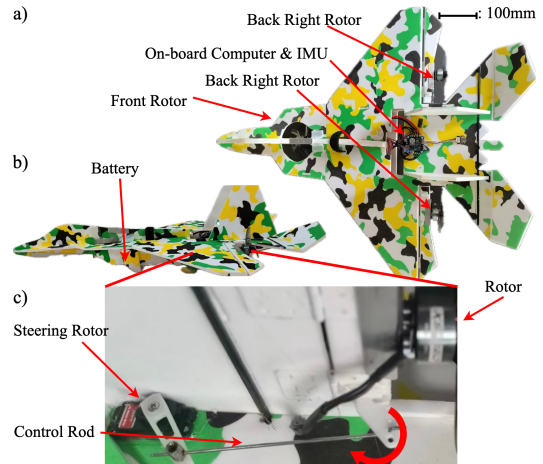 a)
Back Right Rotor
: 100mm
On-board Computer & IMU
Back Right Rotor
Front Rotor
b)
Battery
c)
Rotor
Steering Rotor
Control Rod